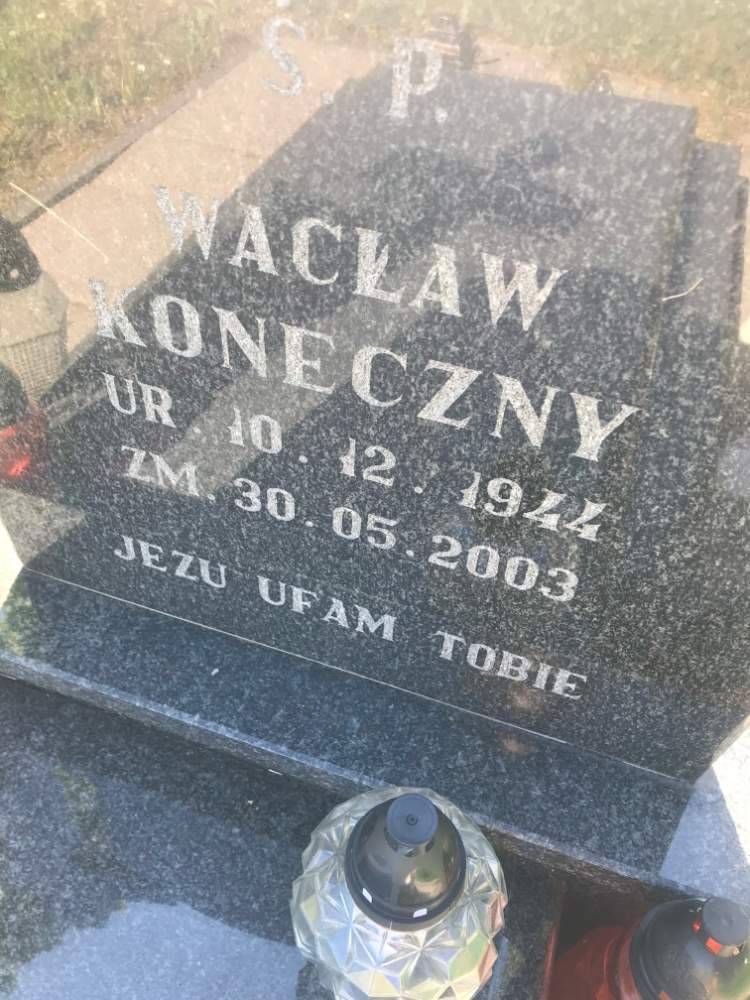 Ś. P.
WACŁAW
KONECZNY
UR. 10. 12. 1944
ZM. 30. 05. 2003
JEZU UFAM TOBIE